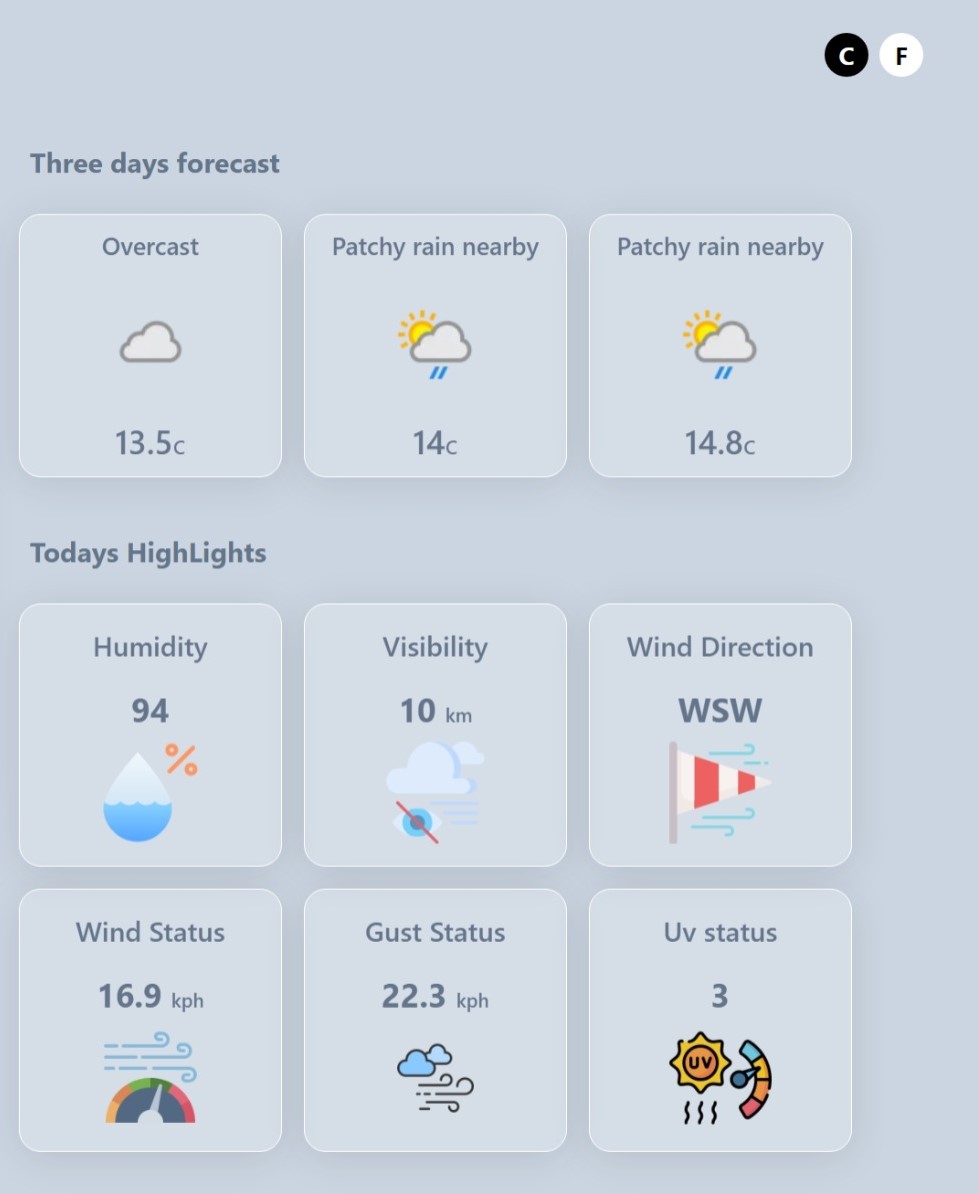 C F
Three days forecast
Overcast
Patchy rain nearby
Patchy rain nearby
13.5c
14c
14.8c
Todays HighLights
Humidity
Visibility
Wind Direction
94
10 km
WSW
%
Wind Status
Gust Status
Uv status
16.9 kph
22.3 kph
3
UV